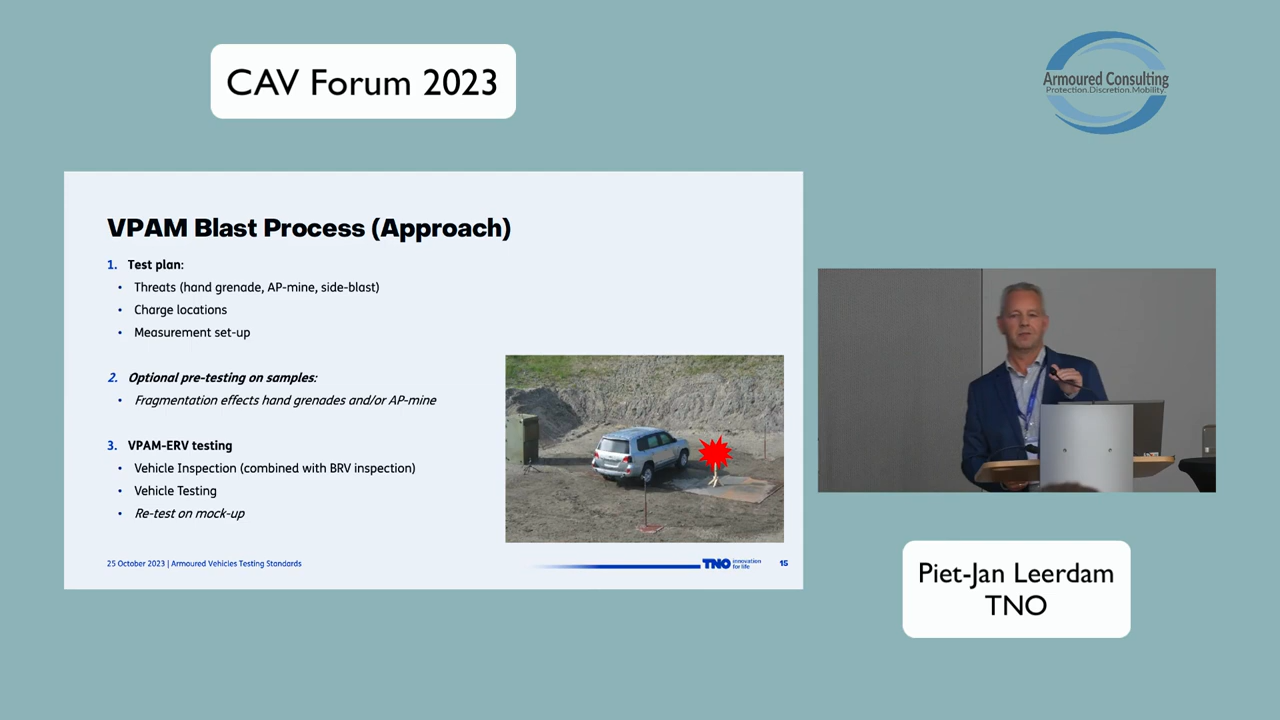 CAV Forum 2023
Armoured Consulting
Protection.Discretion.Mobility.
VPAM Blast Process (Approach)
1. Test plan:
• Threats (hand grenade, AP-mine, side-blast)
• Charge locations
• Measurement set-up
2. Optional pre-testing on samples:
• Fragmentation effects hand grenades and/or AP-mine
3. VPAM-ERV testing
• Vehicle Inspection (combined with BRV inspection)
• Vehicle Testing
• Re-test on mock-up
25 October 2023 | Armoured Vehicles Testing Standards
TNO innovation
for life
15
Piet-Jan Leerdam
TNO